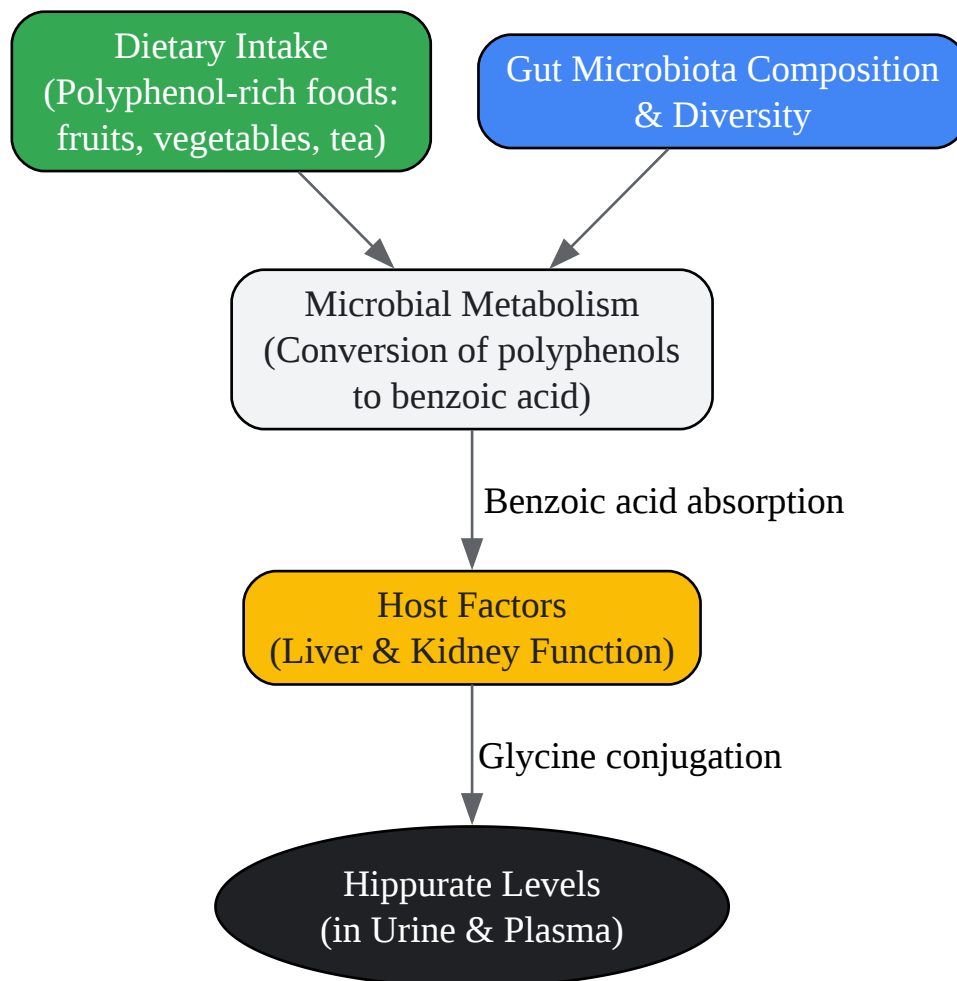 Dietary Intake
(Polyphenol-rich foods:
fruits, vegetables, tea)
Gut Microbiota Composition
& Diversity
Microbial Metabolism
(Conversion of polyphenols
to benzoic acid)
Benzoic acid absorption
Host Factors
(Liver & Kidney Function)
Glycine conjugation
Hippurate Levels
(in Urine & Plasma)